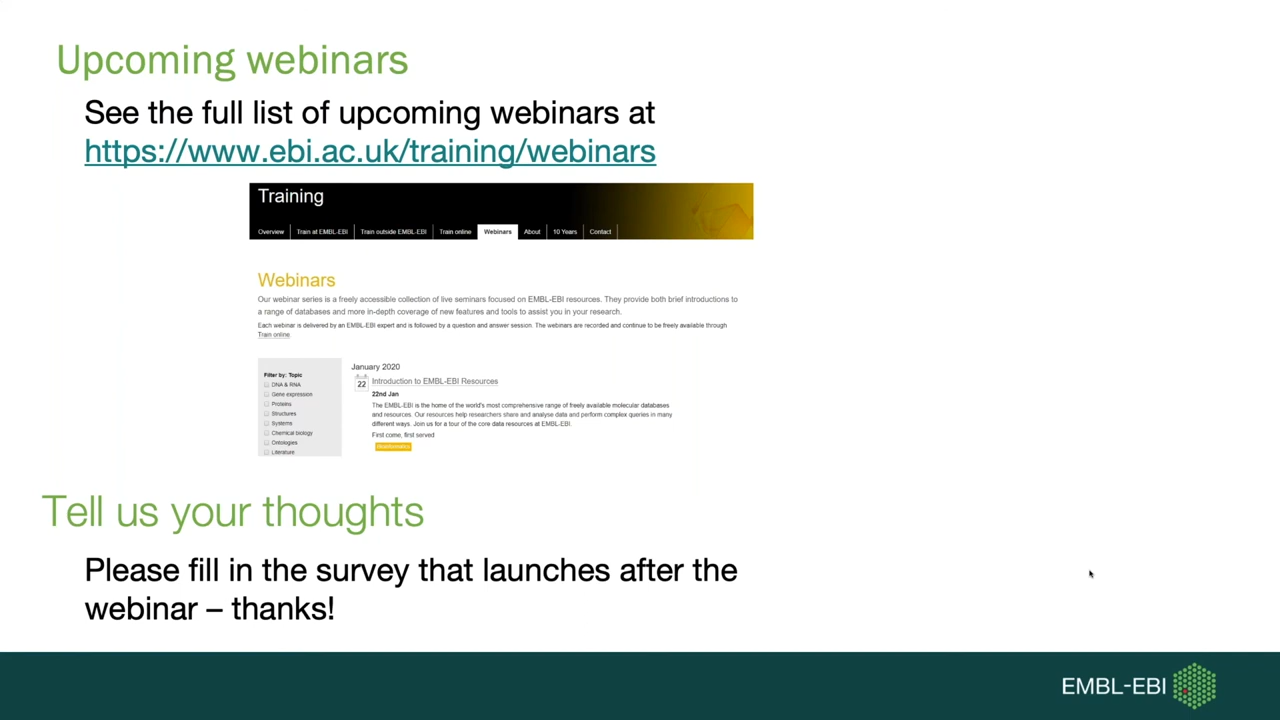 Upcoming webinars
See the full list of upcoming webinars at
https://www.ebi.ac.uk/training/webinars
Training
Overview
Train at EMBL-EBI
Train outside EMBL-EBI
Train online
Webinars
About
10 Years
Contact
Webinars
Our webinar series is a freely accessible collection of live seminars focused on EMBL-EBI resources. They provide both brief introductions to
a range of databases and more in-depth coverage of new features and tools to assist you in your research.
Each webinar is delivered by an EMBL-EBI expert and is followed by a question and answer session. The webinars are recorded and continue to be freely available through
Train online.
Filter by: Topic
DNA & RNA
Gene expression
Proteins
Structures
Systems
Chemical biology
Ontologies
Literature
January 2020
22
Introduction to EMBL-EBI Resources
22nd Jan
The EMBL-EBI is the home of the world's most comprehensive range of freely available molecular databases
and resources. Our resources help researchers share and analyse data and perform complex queries in many
different ways. Join us for a tour of the core data resources at EMBL-EBI.
First come, first served
Tell us your thoughts
Please fill in the survey that launches after the
webinar – thanks!
EMBL-EBI